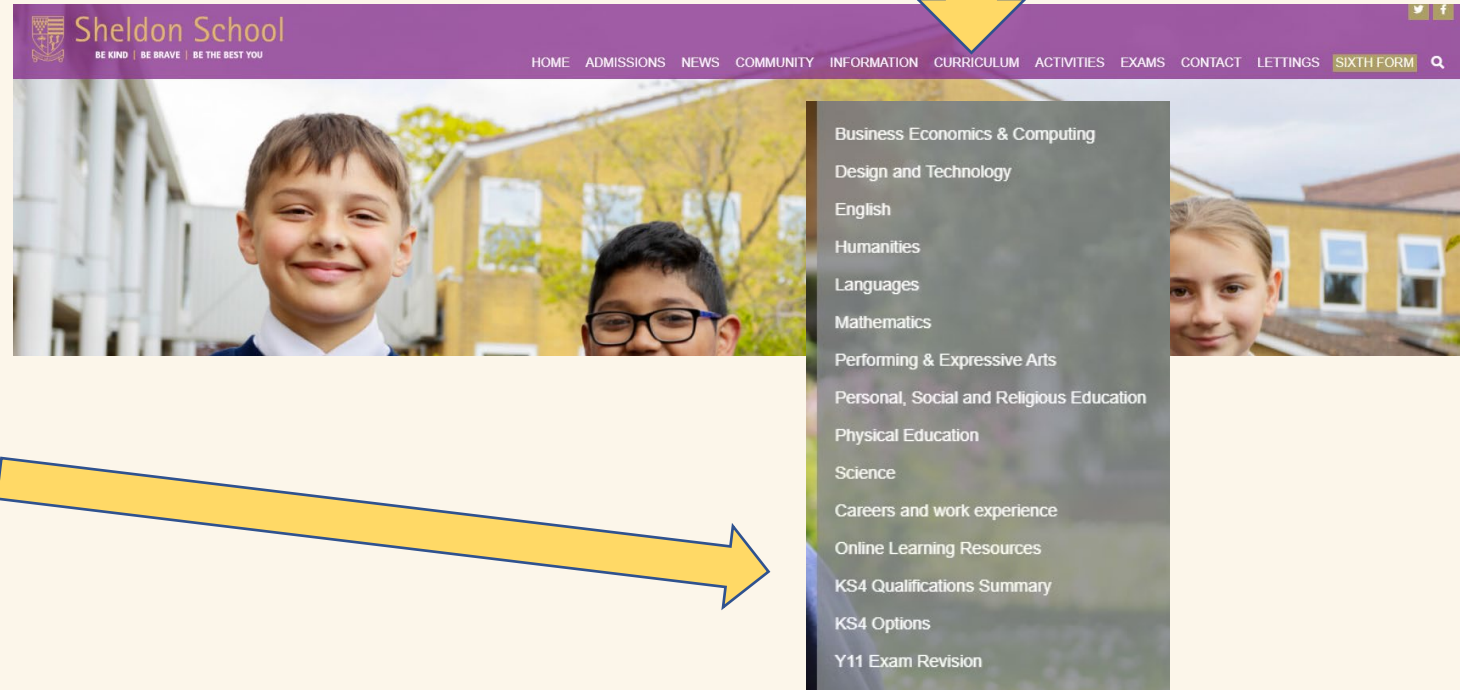 Sheldon School
BE KIND | BE BRAVE | BE THE BEST YOU
HOME ADMISSIONS NEWS COMMUNITY INFORMATION CURRICULUM ACTIVITIES EXAMS CONTACT LETTINGS SIXTH FORM
Business Economics & Computing
Design and Technology
English
Humanities
Languages
Mathematics
Performing & Expressive Arts
Personal, Social and Religious Education
Physical Education
Science
Careers and work experience
Online Learning Resources
KS4 Qualifications Summary
KS4 Options
Y11 Exam Revision